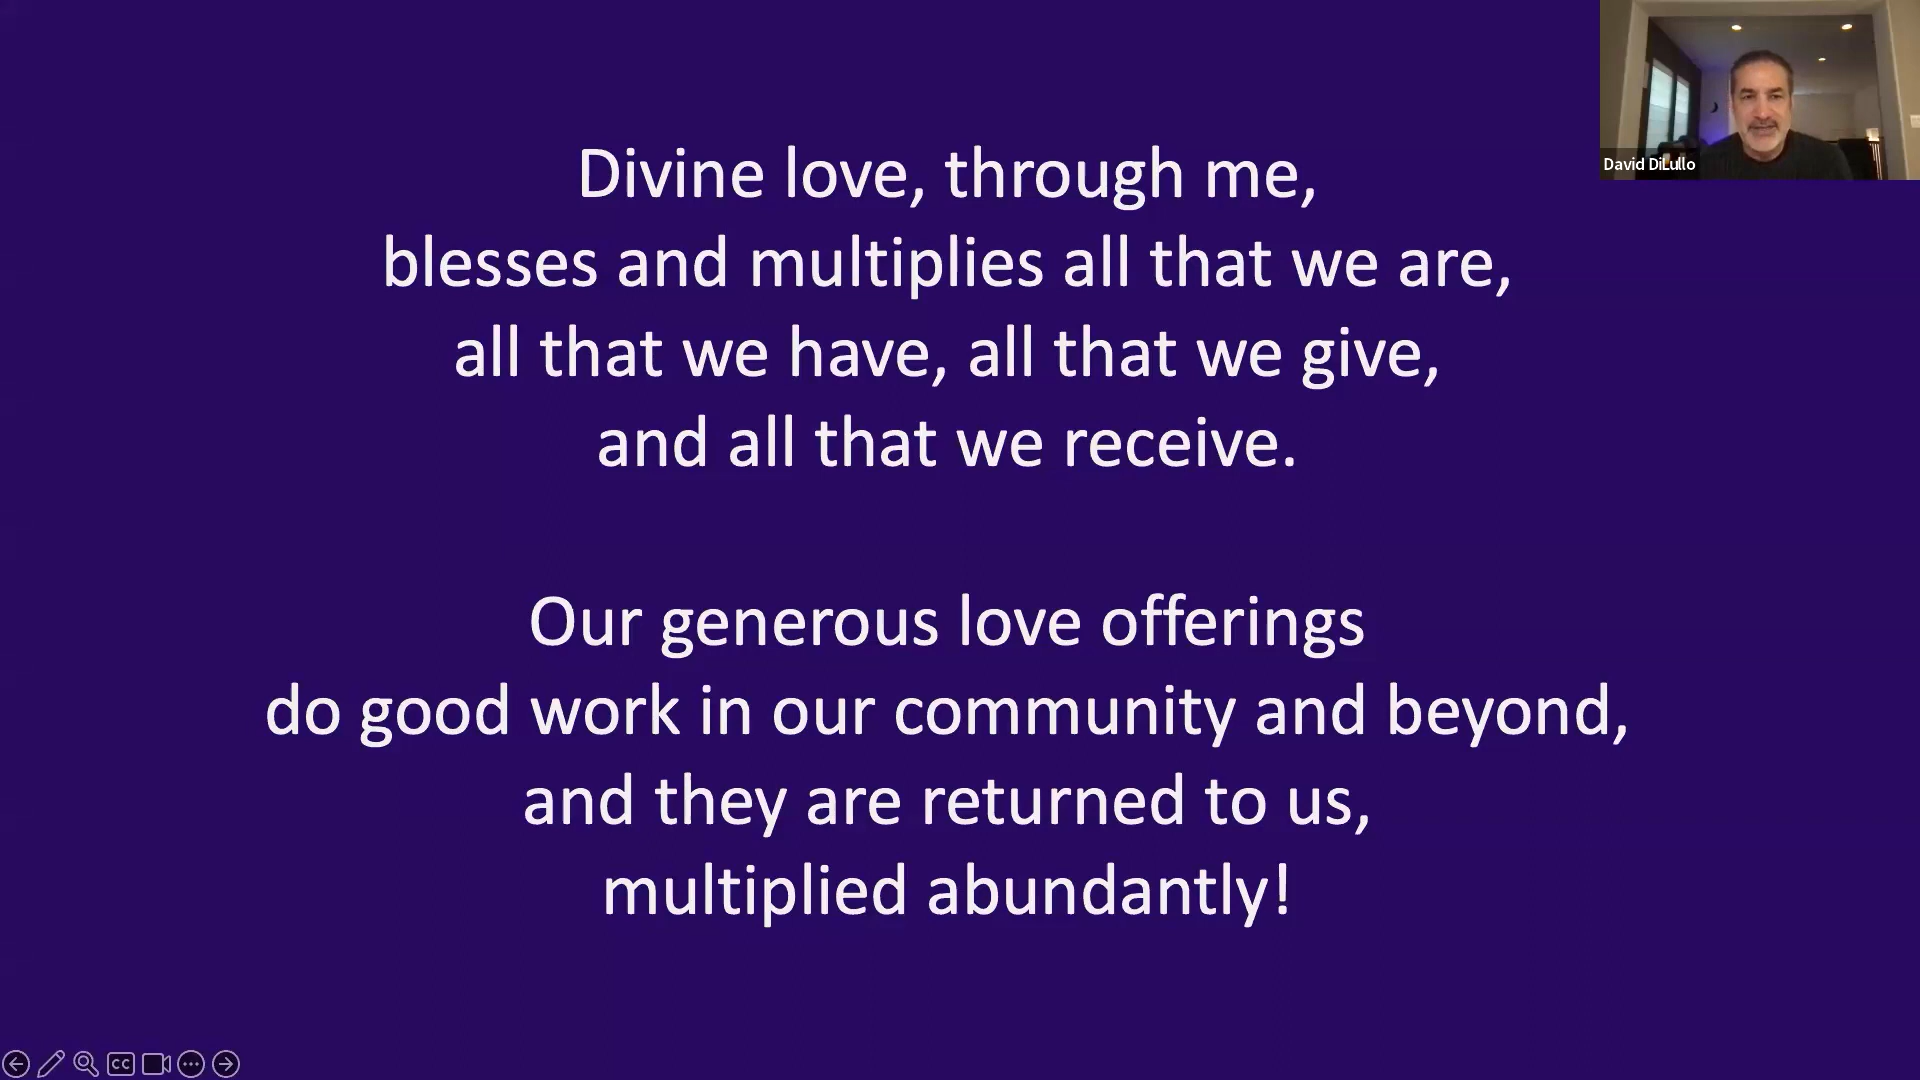 Divine love, through me,
blesses and multiplies all that we are,
all that we have, all that we give,
and all that we receive.
Our generous love offerings
do good work in our community and beyond,
and they are returned to us,
multiplied abundantly!
David DiLullo
CC